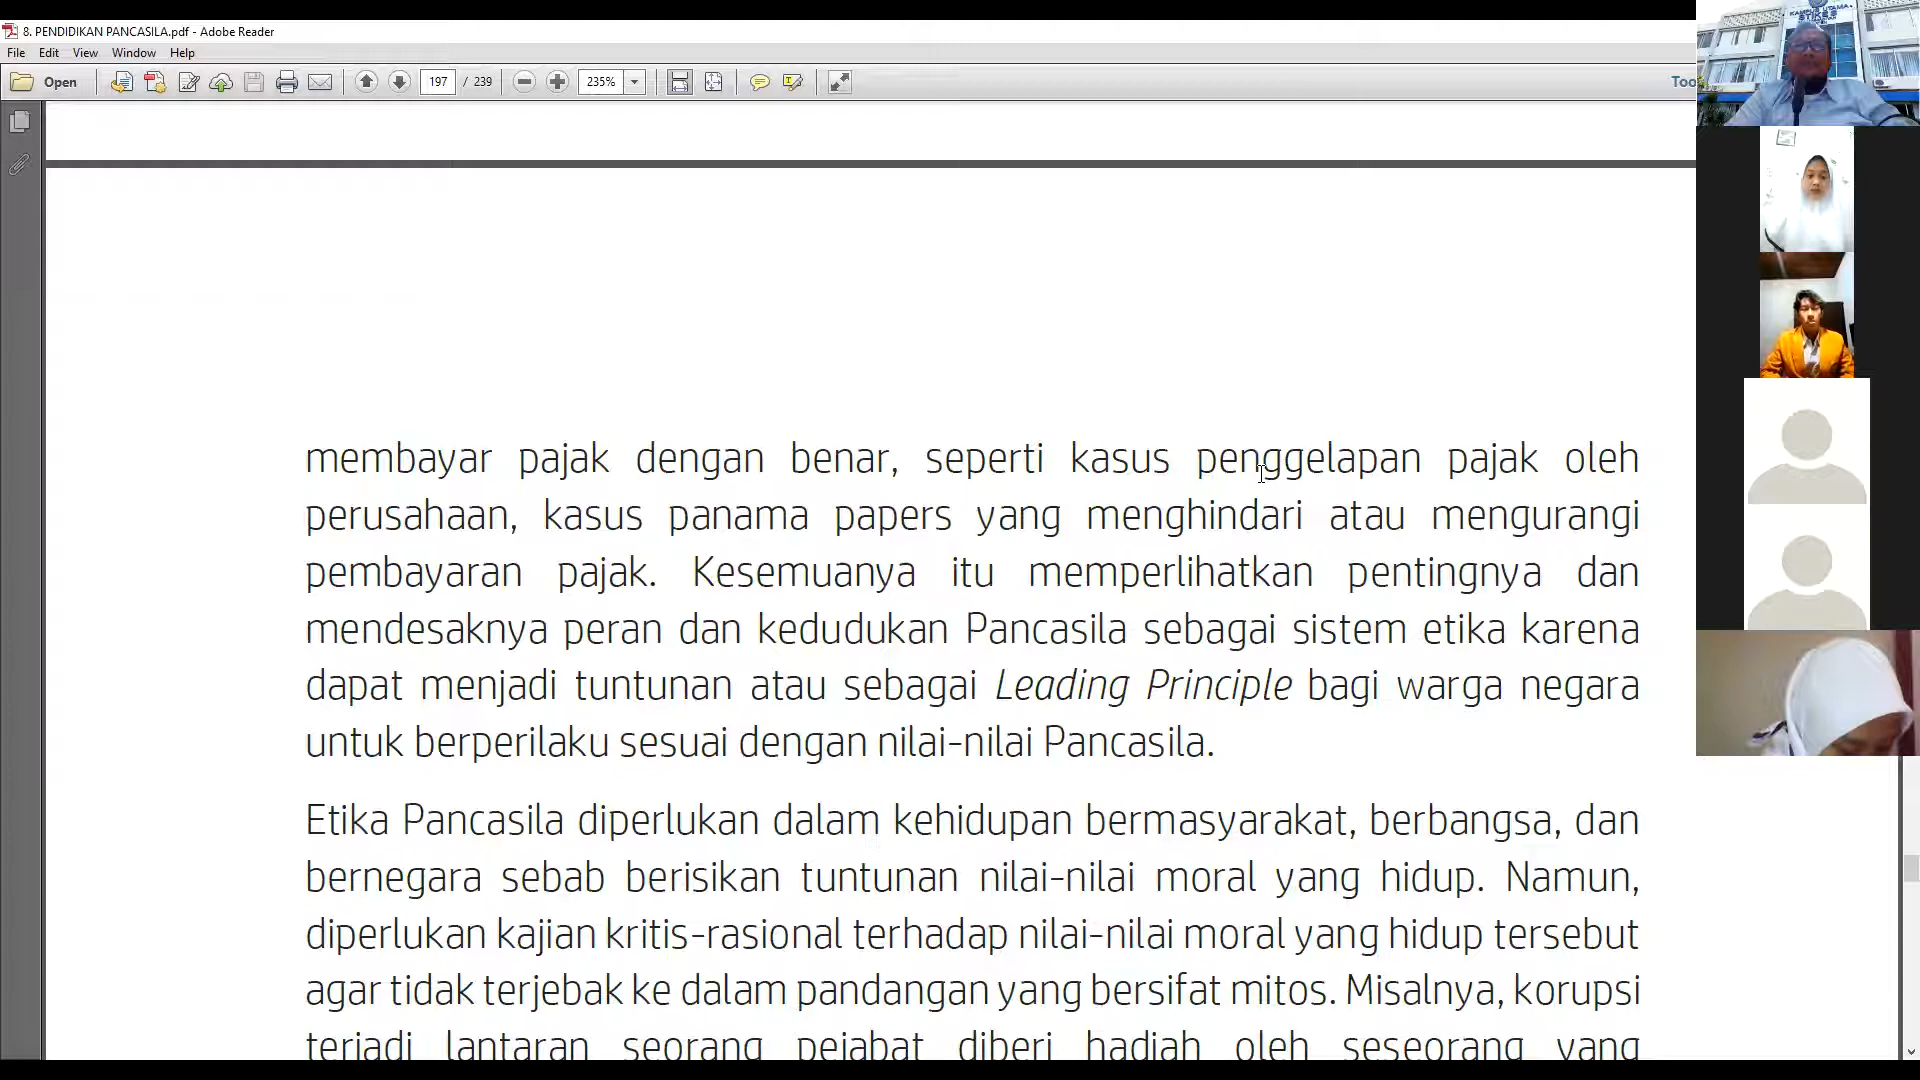 8. PENDIDIKAN PANCASILA.pdf - Adobe Reader
File Edit View Window Help
Open 197 / 239 235%
KAMPUS UTAMA
STIKES
membayar pajak dengan benar, seperti kasus penggelapan pajak oleh
perusahaan, kasus panama papers yang menghindari atau mengurangi
pembayaran pajak. Kesemuanya itu memperlihatkan pentingnya dan
mendesaknya peran dan kedudukan Pancasila sebagai sistem etika karena
dapat menjadi tuntunan atau sebagai Leading Principle bagi warga negara
untuk berperilaku sesuai dengan nilai-nilai Pancasila.
Etika Pancasila diperlukan dalam kehidupan bermasyarakat, berbangsa, dan
bernegara sebab berisikan tuntunan nilai-nilai moral yang hidup. Namun,
diperlukan kajian kritis-rasional terhadap nilai-nilai moral yang hidup tersebut
agar tidak terjebak ke dalam pandangan yang bersifat mitos. Misalnya, korupsi
terjadi lantaran seorang pejabat diberi hadiah oleh seseorang yang